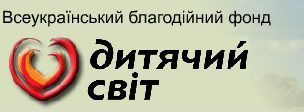 Всеукраїнський благодійний фонд
дитячий
світ